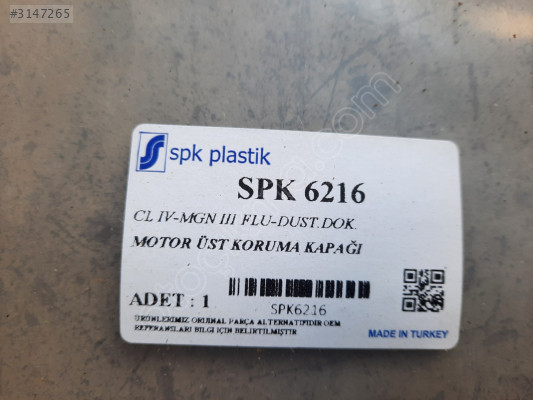 #3147265
spk plastik
SPK 6216
CL IV-MGN III FLU-DUST.DOK.
MOTOR ÜST KORUMA KAPAĞI
ADET : 1
SPK6216
ÜRÜNLERİMİZ ORİJİNAL PARÇA ALTERNATİFİDİR OEM
REFERANSLARI BİLGİ İÇİN BELİRTİLMİŞTİR
MADE IN TURKEY